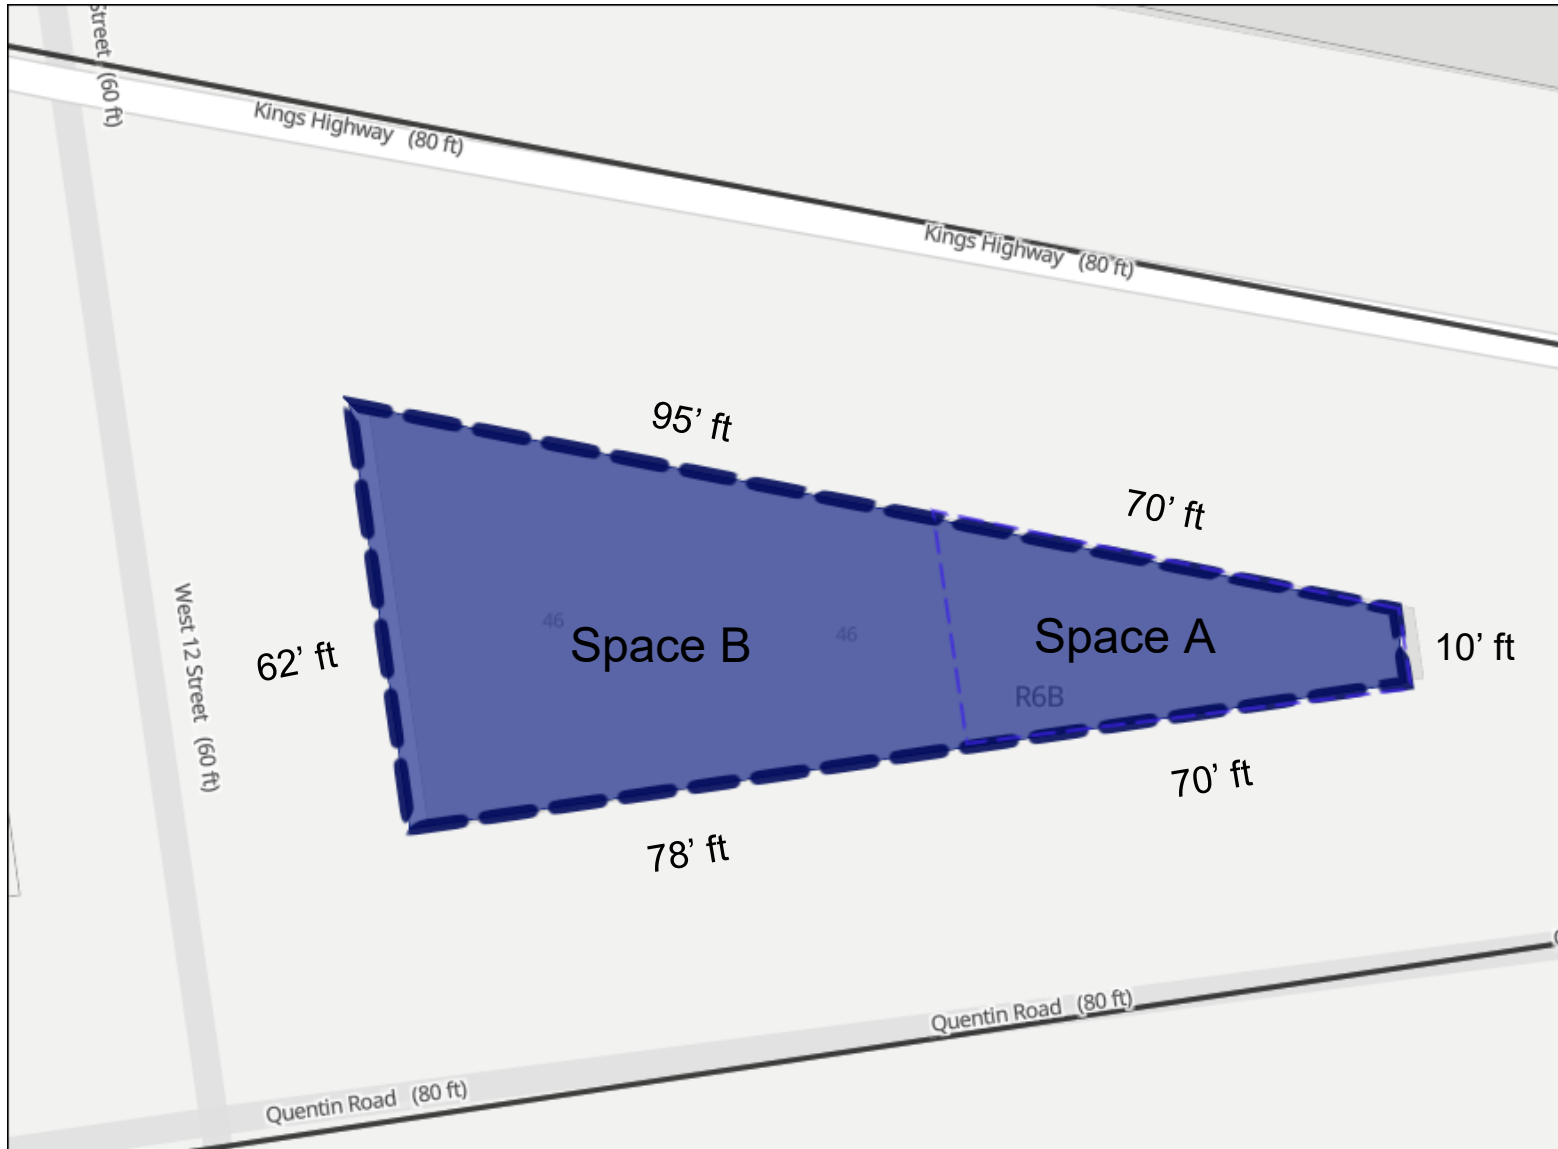 Street (60 ft)
Kings Highway (80 ft)
Kings Highway (80 ft)
95’ ft
70’ ft
West 12 Street (60 ft)
62’ ft
46
Space B
46
Space A
R6B
10’ ft
70’ ft
78’ ft
Quentin Road (80 ft)
Quentin Road (80 ft)